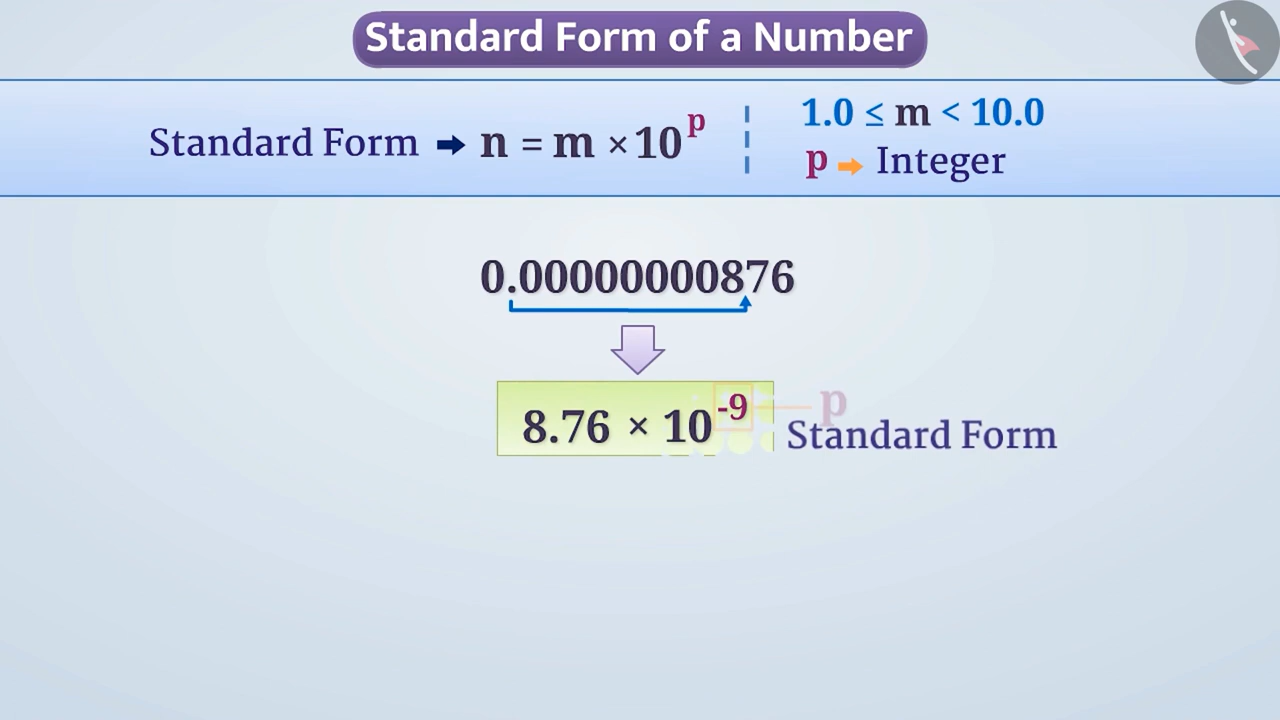 Standard Form of a Number
Standard Form ➡ n = m × 10^p
1.0 ≤ m < 10.0
p ➡ Integer
0.00000000876
8.76 × 10^-9
p
Standard Form